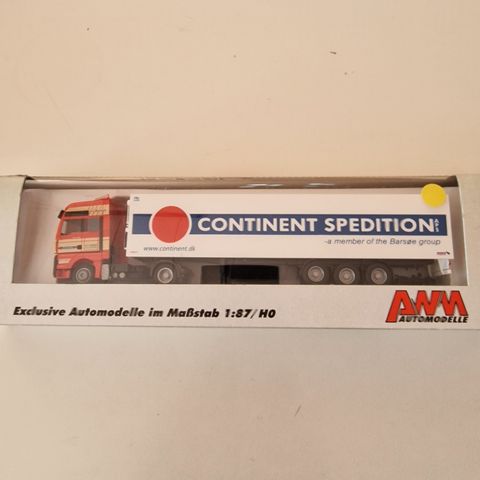 CONTINENT SPEDITION
-a member of the Barsøe group
www.continent.dk
Exclusive Automodelle im Maßstab 1:87/H0
AWM
AUTOMODELLE